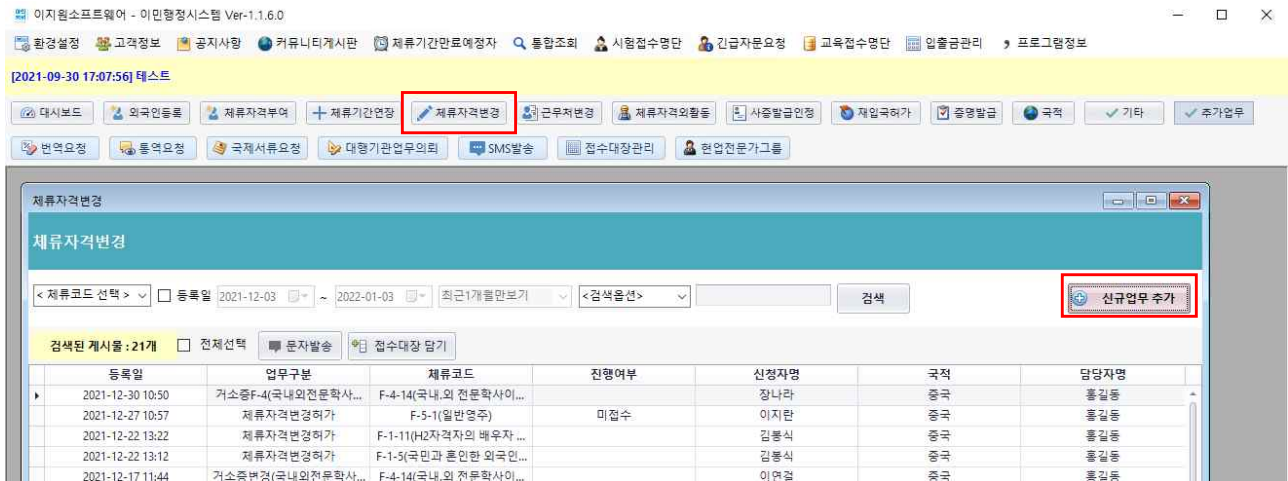 이지원소프트웨어 - 이민행정시스템 Ver-1.1.6.0
환경설정 고객정보 공지사항 커뮤니티게시판 체류기간만료예정자 통합조회 시험접수명단 긴급자문요청 교육접수명단 입출금관리 프로그램정보
[2021-09-30 17:07:56] 테스트
대시보드 외국인등록 체류자격부여 체류기간연장 체류자격변경 근무처변경 체류자격외활동 사증발급인정 재입국허가 증명발급 국적 기타 추가업무
번역요청 통역요청 국제서류요청 대행기관업무의뢰 SMS발송 접수대장관리 현업전문가그룹
체류자격변경
체류자격변경
< 체류코드 선택 > 등록일 2021-12-03 ~ 2022-01-03 최근1개월만보기 <검색옵션> 검색 신규업무 추가
검색된 게시물 : 21개 전체선택 문자발송 접수대장 담기
등록일 업무구분 체류코드 진행여부 신청자명 국적 담당자명
2021-12-30 10:50 거소증F-4(국내외전문학사... F-4-14(국내.외 전문학사이... 장나라 중국 홍길동
2021-12-27 10:57 체류자격변경허가 F-5-1(일반영주) 미접수 이지란 중국 홍길동
2021-12-22 13:22 체류자격변경허가 F-1-11(H2자격자의 배우자 ... 김봉식 중국 홍길동
2021-12-22 13:12 체류자격변경허가 F-1-5(국민과 혼인한 외국인... 김봉식 중국 홍길동
2021-12-17 11:44 거소증변경(국내외전문학사... F-4-14(국내.외 전문학사이... 이연걸 중국 홍길동